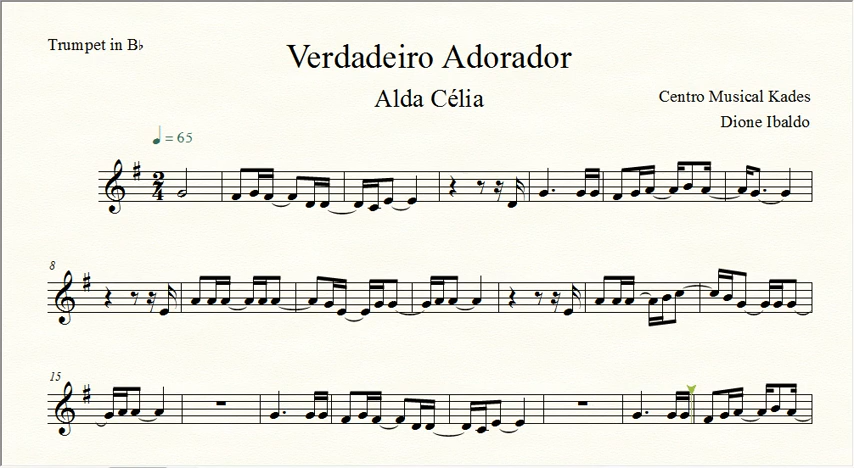 Trumpet in B♭
Verdadeiro Adorador
Alda Célia
Centro Musical Kades
Dione Ibaldo
= 65
2
4
8
15